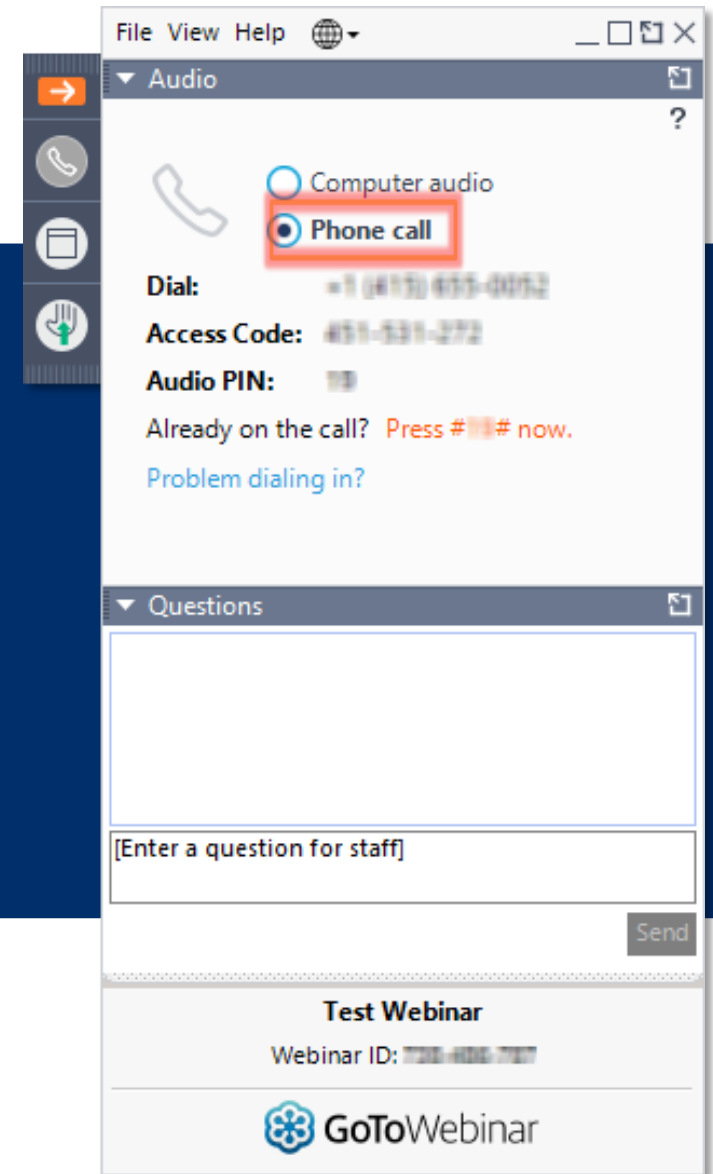 File View Help
Audio
?
Computer audio
Phone call
Dial:
Access Code:
Audio PIN:
Already on the call? Press # # now.
Problem dialing in?
Questions
[Enter a question for staff]
Send
Test Webinar
Webinar ID:
GoToWebinar